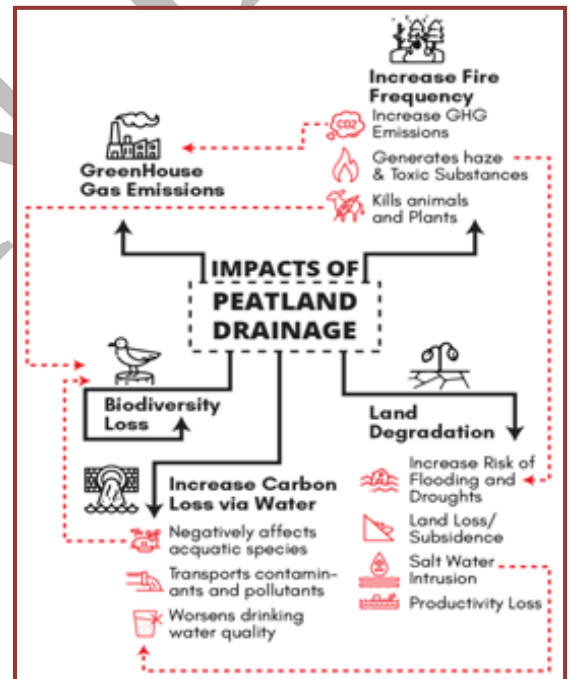 Increase Fire
Frequency
CO2
Increase GHG
Emissions
Generates haze
& Toxic Substances
Kills animals
and Plants
GreenHouse
Gas Emissions
IMPACTS OF
PEATLAND
DRAINAGE
Biodiversity
Loss
Land
Degradation
Increase Risk of
Flooding and
Droughts
Land Loss/
Subsidence
Salt Water
Intrusion
Productivity Loss
Increase Carbon
Loss via Water
Negatively affects
acquatic species
Transports contamin-
ants and pollutants
Worsens drinking
water quality